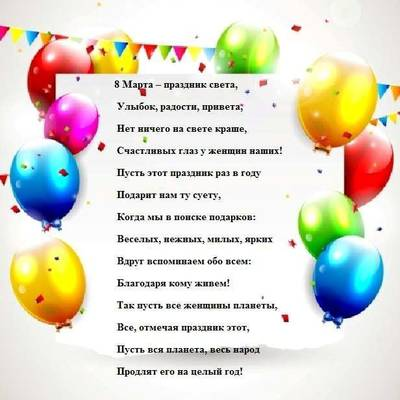 8 Марта – праздник света,
Улыбок, радости, привета;
Нет ничего на свете краше,
Счастливых глаз у женщин наших!
Пусть этот праздник раз в году
Подарит нам ту суету,
Когда мы в поиске подарков:
Веселых, нежных, милых, ярких
Вдруг вспоминаем обо всем:
Благодаря кому живем!
Так пусть все женщины планеты,
Все, отмечая праздник этот,
Пусть вся планета, весь народ
Продлят его на целый год!